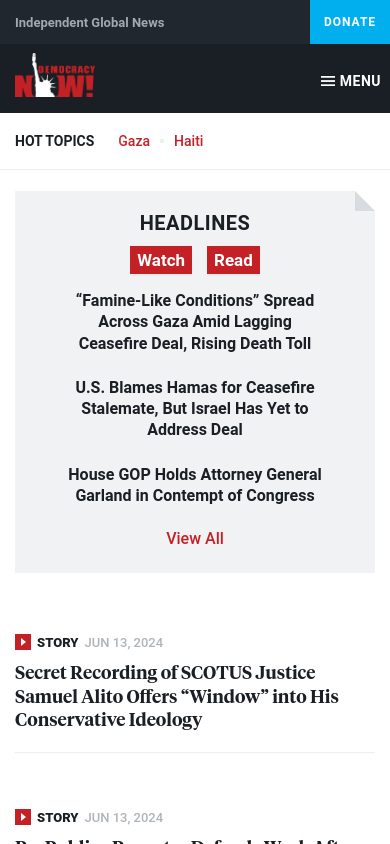 Independent Global News
DONATE
DEMOCRACY
NOW!
MENU
HOT TOPICS
Gaza
Haiti
HEADLINES
Watch
Read
“Famine-Like Conditions” Spread
Across Gaza Amid Lagging
Ceasefire Deal, Rising Death Toll
U.S. Blames Hamas for Ceasefire
Stalemate, But Israel Has Yet to
Address Deal
House GOP Holds Attorney General
Garland in Contempt of Congress
View All
STORY JUN 13, 2024
Secret Recording of SCOTUS Justice
Samuel Alito Offers “Window” into His
Conservative Ideology
STORY JUN 13, 2024